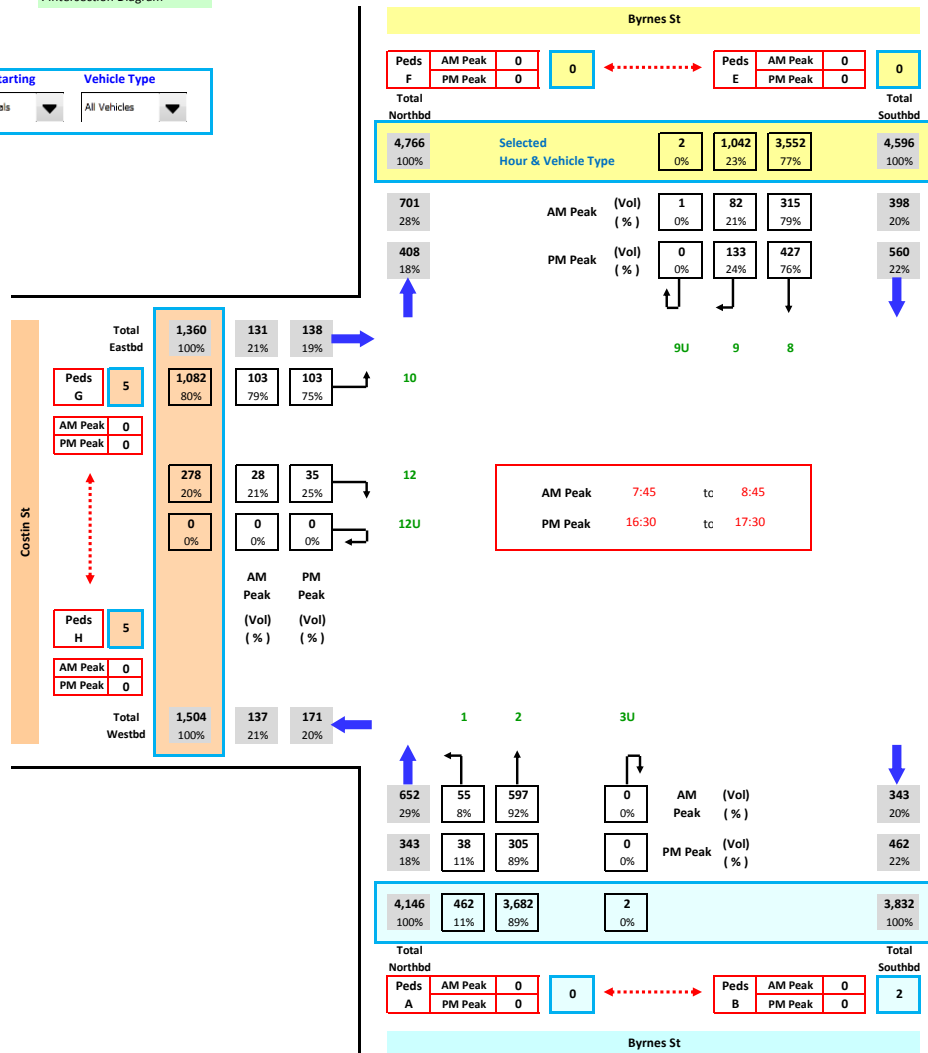 Intersection Diagram
Byrnes St
Starting Vehicle Type
All Vehicles
Peds F AM Peak 0 PM Peak 0 0
Peds E AM Peak 0 PM Peak 0 0
Total Northbd
Total Southbd
4,766 Selected 2 1,042 3,552 4,596
100% Hour & Vehicle Type 0% 23% 77% 100%
701 AM Peak (Vol) 1 82 315 398
28% ( % ) 0% 21% 79% 20%
408 PM Peak (Vol) 0 133 427 560
18% ( % ) 0% 24% 76% 22%
9U 9 8
Total 1,360 131 138
Eastbd 100% 21% 19%
Peds G 5
1,082 103 103 10
80% 79% 75%
AM Peak 0
PM Peak 0
278 28 35 12
20% 21% 25%
0 0 0 12U
0% 0% 0%
AM Peak 7:45 to 8:45
PM Peak 16:30 to 17:30
Costin St
AM PM
Peak Peak
(Vol) (Vol)
( % ) ( % )
Peds H 5
AM Peak 0
PM Peak 0
Total 1,504 137 171
Westbd 100% 21% 20%
1 2 3U
652 55 597 0 AM (Vol) 343
29% 8% 92% 0% Peak ( % ) 20%
343 38 305 0 PM Peak (Vol) 462
18% 11% 89% 0% ( % ) 22%
4,146 462 3,682 2 3,832
100% 11% 89% 0% 100%
Total Northbd
Total Southbd
Peds A AM Peak 0 PM Peak 0 0
Peds B AM Peak 0 PM Peak 0 2
Byrnes St